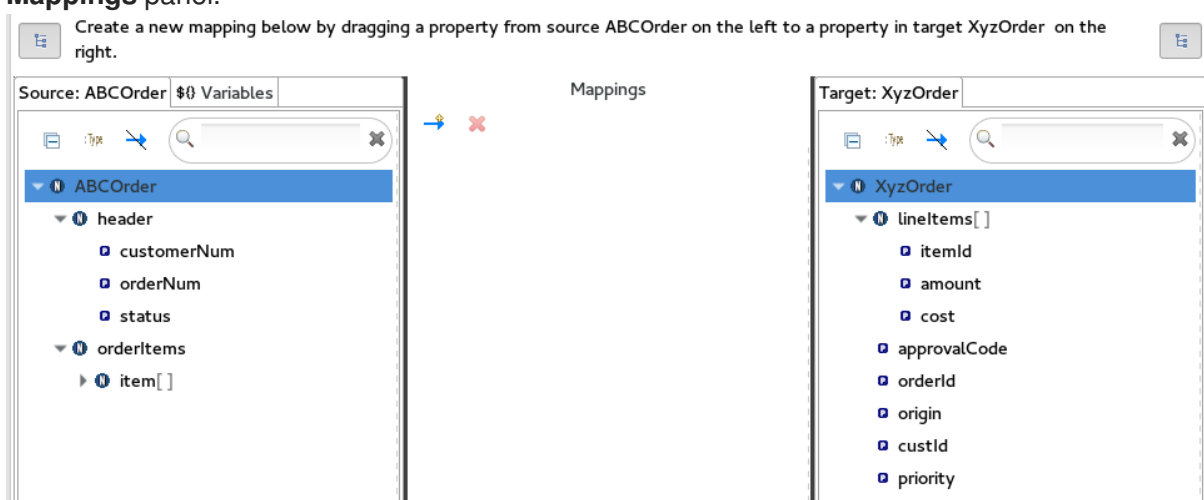 Mappings panel.
Create a new mapping below by dragging a property from source ABCOrder on the left to a property in target XyzOrder on the
right.
Source: ABCOrder ${} Variables
Mappings
Target: XyzOrder
: Type
: Type
ABCOrder
header
customerNum
orderNum
status
orderItems
item[ ]
XyzOrder
lineItems[ ]
itemId
amount
cost
approvalCode
orderId
origin
custId
priority